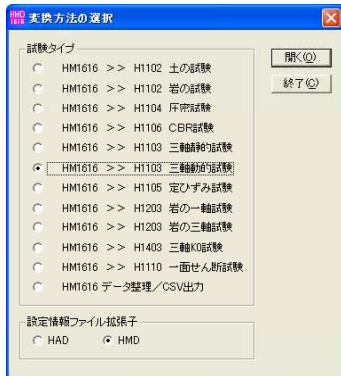 HMD 1616 変換方法の選択
試験タイプ
HM1616 >> H1102 土の試験
HM1616 >> H1102 岩の試験
HM1616 >> H1104 圧密試験
HM1616 >> H1106 CBR試験
HM1616 >> H1103 三軸静的試験
HM1616 >> H1103 三軸動的試験
HM1616 >> H1105 定ひずみ試験
HM1616 >> H1203 岩の一軸試験
HM1616 >> H1203 岩の三軸試験
HM1616 >> H1403 三軸K0試験
HM1616 >> H1110 一面せん断試験
HM1616 データ整理/CSV出力
開く(O)
終了(C)
設定情報ファイル拡張子
HAD HMD